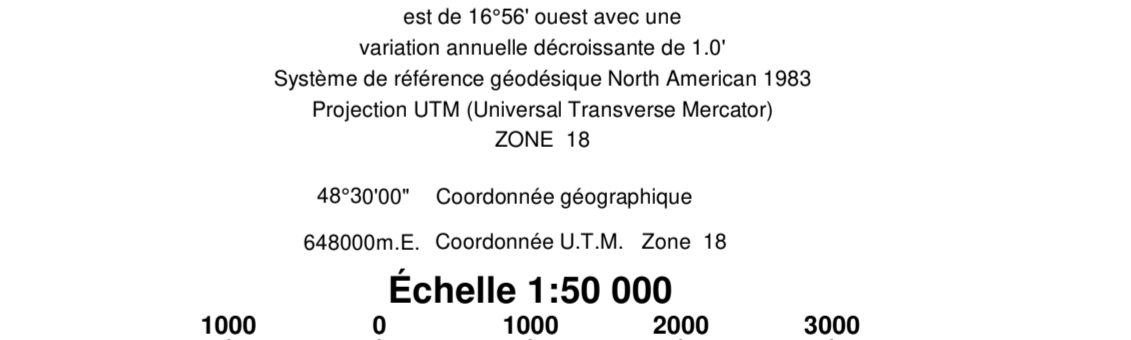 est de 16°56' ouest avec une
variation annuelle décroissante de 1.0'
Système de référence géodésique North American 1983
Projection UTM (Universal Transverse Mercator)
ZONE 18
48°30'00" Coordonnée géographique
648000m.E. Coordonnée U.T.M. Zone 18
Échelle 1:50 000
1000 0 1000 2000 3000